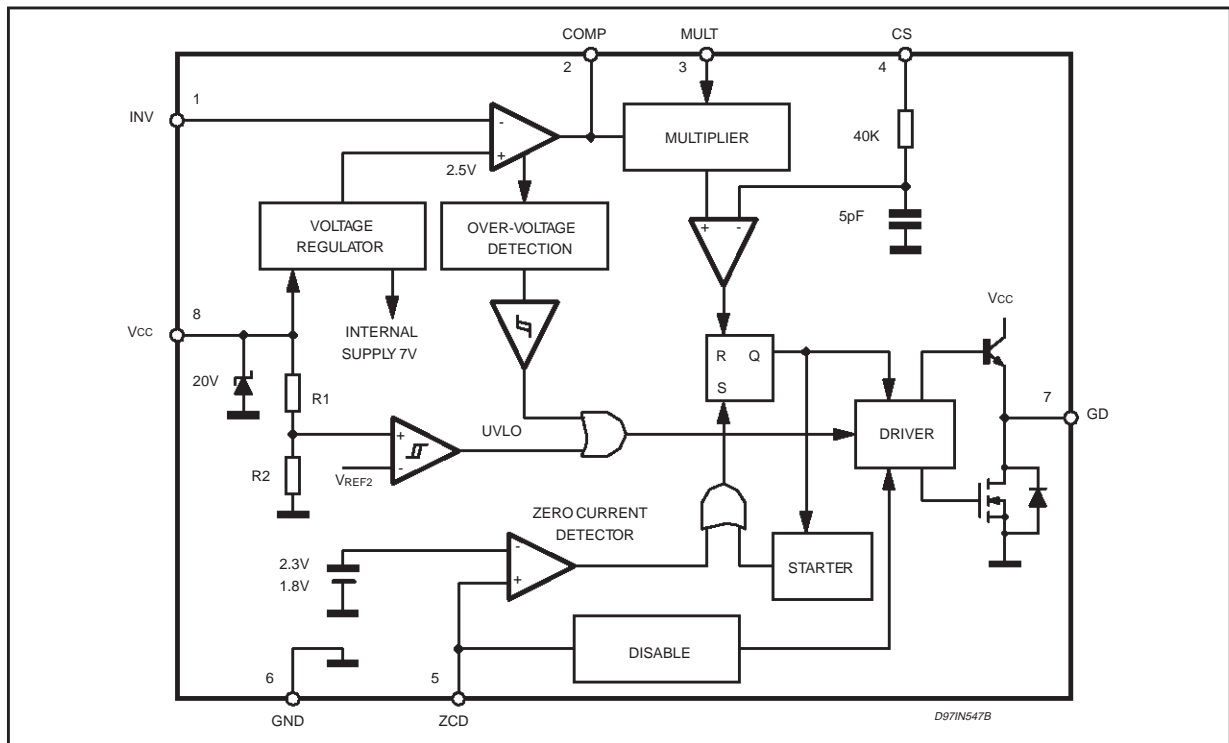 COMP
MULT
CS
2
3
4
1
INV
-
+
2.5V
MULTIPLIER
40K
VOLTAGE
REGULATOR
OVER-VOLTAGE
DETECTION
+
-
5pF
8
VCC
INTERNAL
SUPPLY 7V
VCC
20V
R1
R Q
S
7
GD
DRIVER
+
-
UVLO
R2
VREF2
ZERO CURRENT
DETECTOR
2.3V
1.8V
-
+
STARTER
DISABLE
6
5
GND
ZCD
D97IN547B